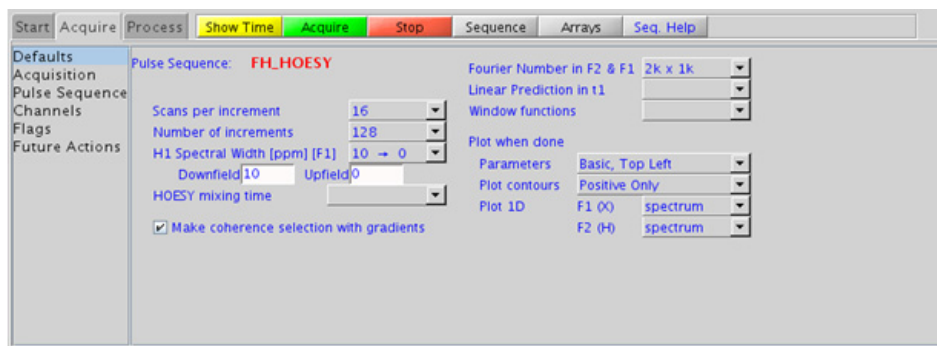 Start Acquire Process Show Time Acquire Stop Sequence Arrays Seq. Help
Defaults
Acquisition
Pulse Sequence
Channels
Flags
Future Actions
Pulse Sequence: FH_HOESY
Scans per increment 16
Number of increments 128
H1 Spectral Width [ppm] [F1] 10 → 0
Downfield 10 Upfield 0
HOESY mixing time
Make coherence selection with gradients
Fourier Number in F2 & F1 2k x 1k
Linear Prediction in t1
Window functions
Plot when done
Parameters Basic, Top Left
Plot contours Positive Only
Plot 1D F1 (X) spectrum
F2 (H) spectrum